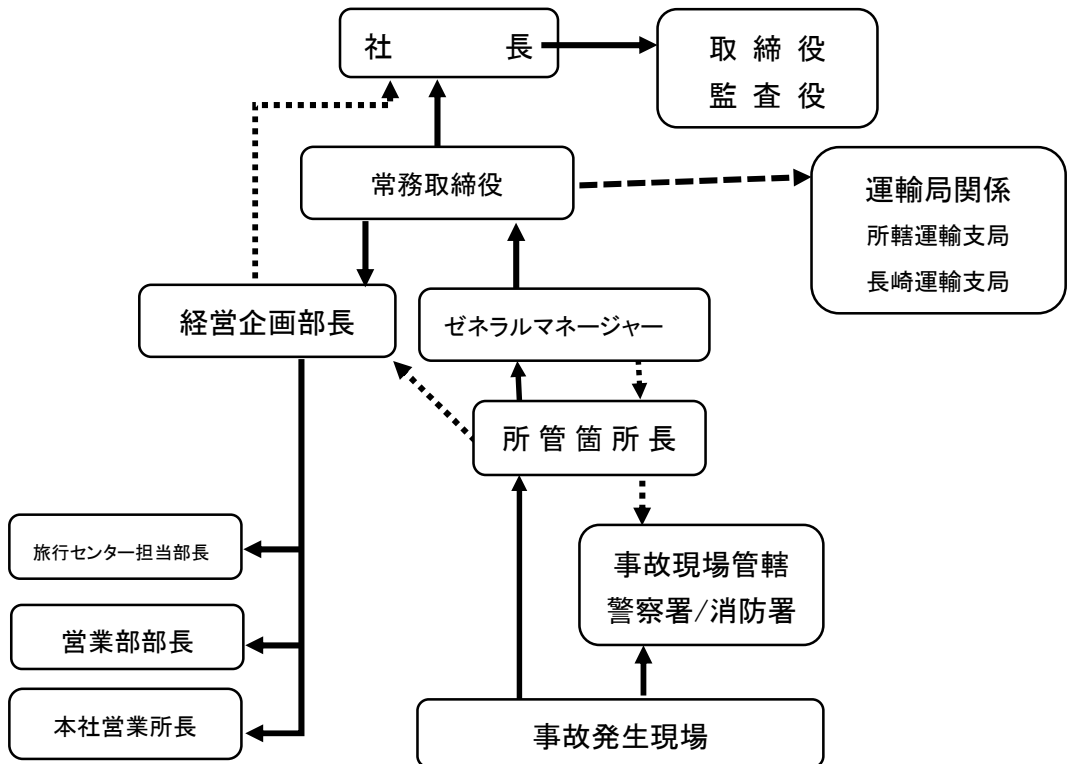 社　　　長
取 締 役
監 査 役
常務取締役
運輸局関係
所轄運輸支局
長崎運輸支局
経営企画部長
ゼネラルマネージャー
所 管 箇 所 長
旅行センター担当部長
事故現場管轄
警察署/消防署
営業部部長
本社営業所長
事故発生現場